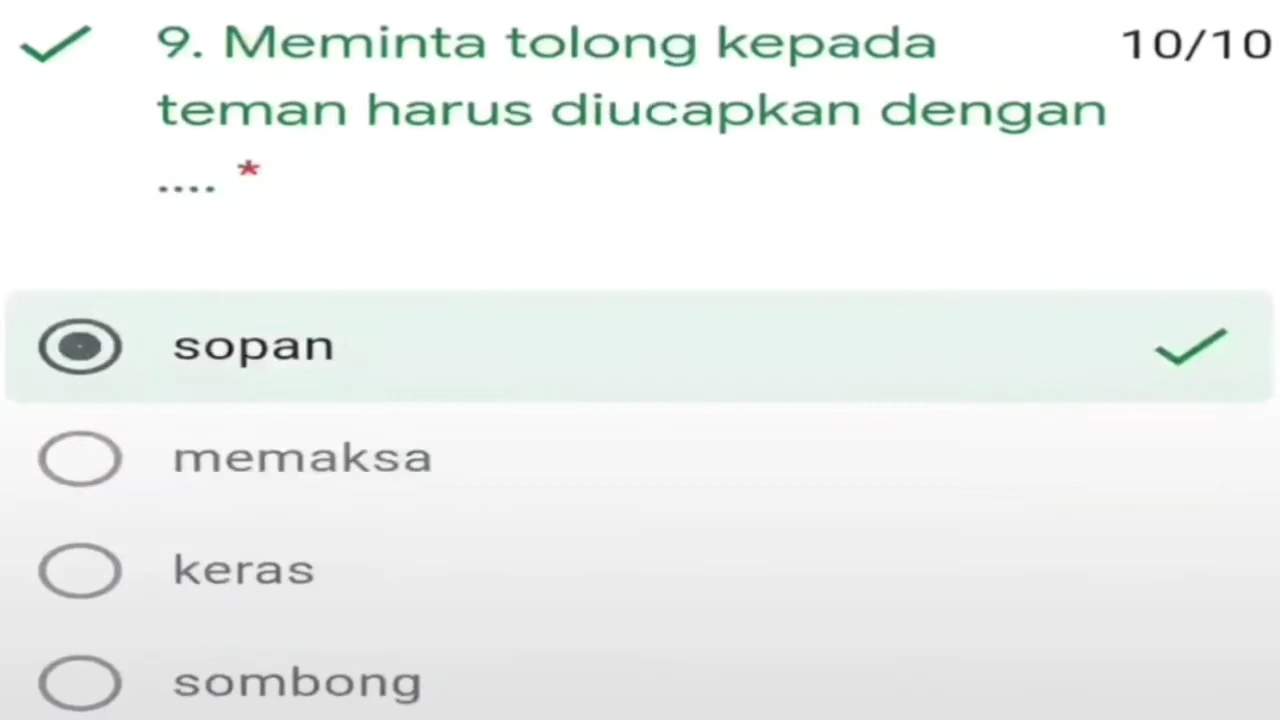 9. Meminta tolong kepada 10/10
teman harus diucapkan dengan
.... *
sopan
memaksa
keras
sombong